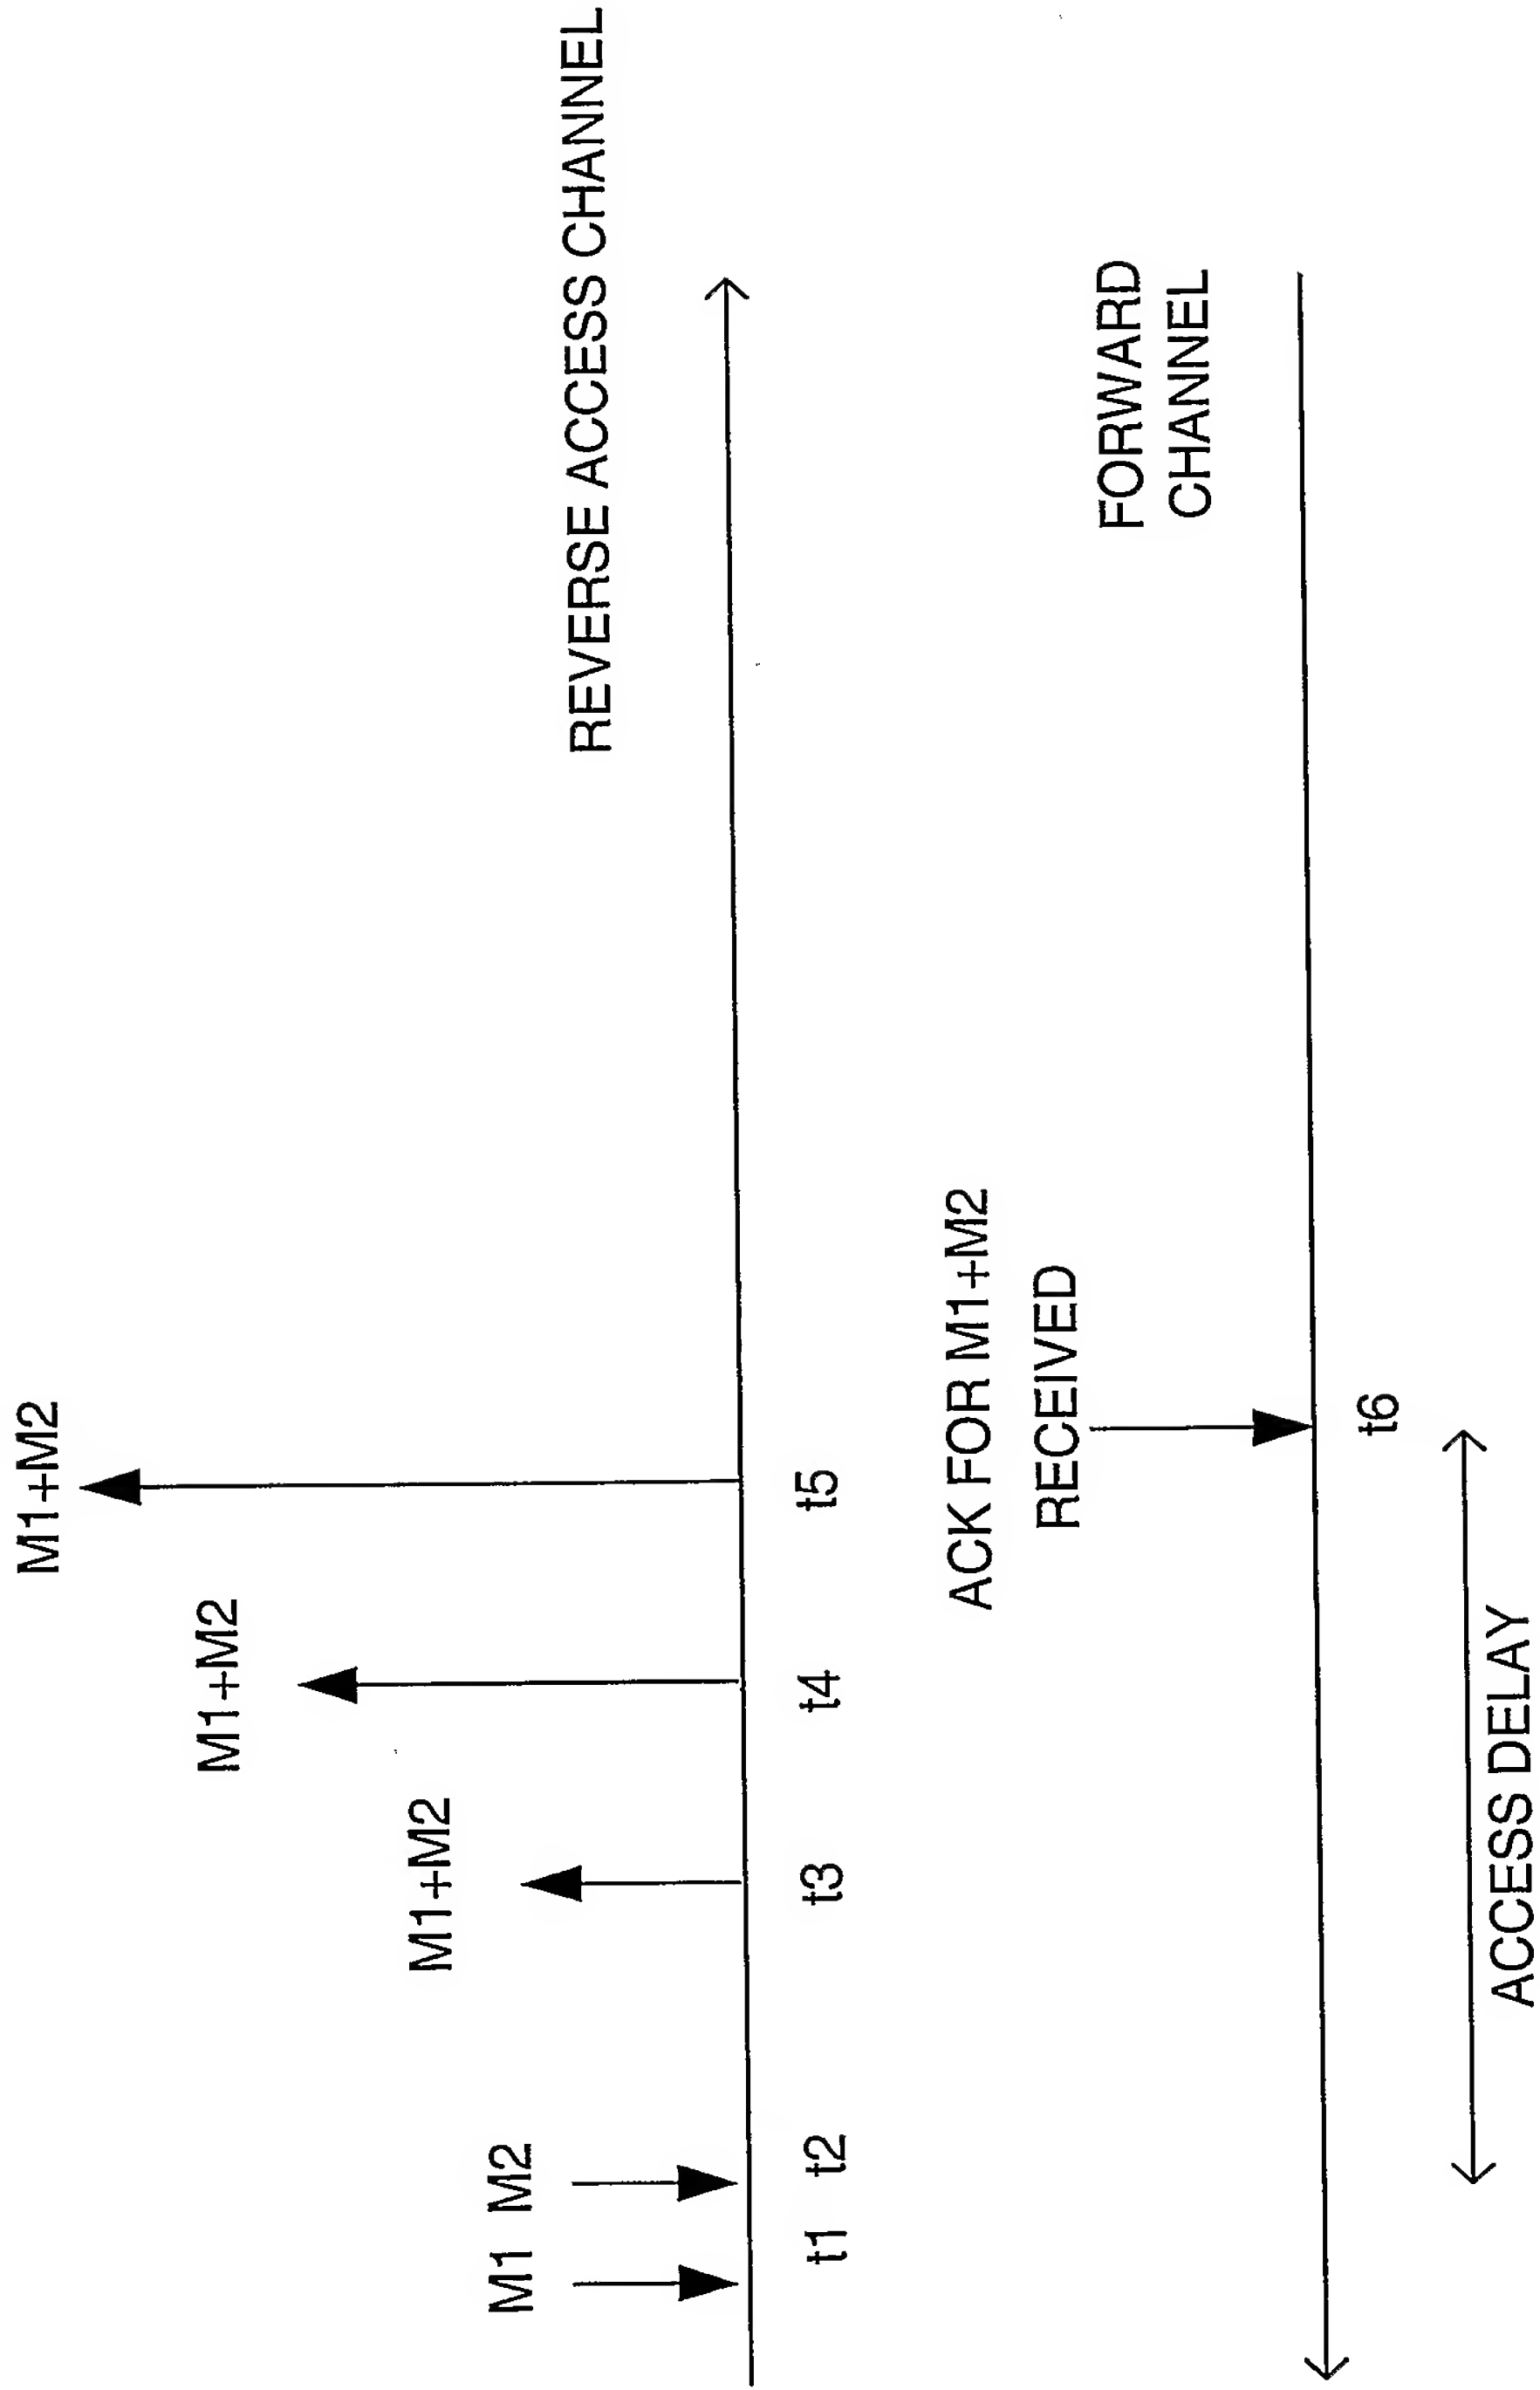 M1+M2
M1+M2
M1+M2
M1 M2
REVERSE ACCESS CHANNEL
t1 t2 t3 t4 t5
ACK FOR M1+M2
RECEIVED
FORWARD
CHANNEL
t6
ACCESS DELAY